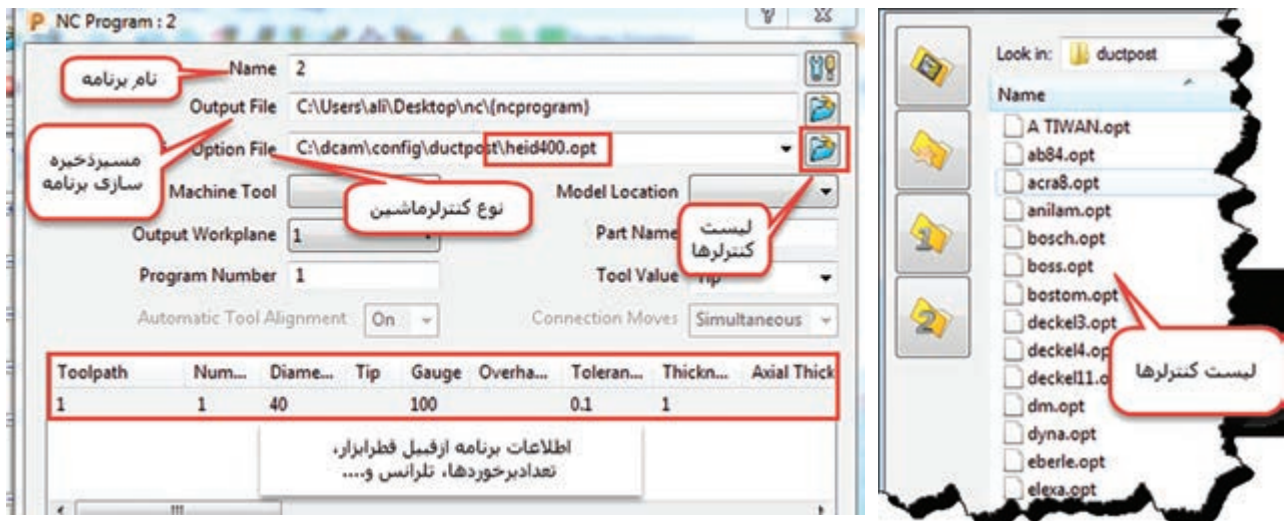 NC Program : 2
نام برنامه
Name 2
Output File C:\Users\ali\Desktop\nc\{ncprogram}
مسیرذخیره
سازی برنامه
Option File C:\dcam\config\ductpost\heid400.opt
Machine Tool
Model Location
نوع کنترلرماشین
لیست
کنترلرها
Output Workplane 1
Part Name
Program Number 1
Tool Value Tip
Automatic Tool Alignment On
Connection Moves Simultaneous
Toolpath Num... Diame... Tip Gauge Overha... Toleran... Thickn... Axial Thick
1 1 40 100 0.1 1
اطلاعات برنامه ازقبیل قطرابزار،
تعدادبرخوردها، تلرانس و....
Look in: ductpost
Name
A TIWAN.opt
ab84.opt
acra8.opt
anilam.opt
bosch.opt
boss.opt
bostom.opt
deckel3.opt
deckel4.op
deckel11.o
dm.opt
dyna.opt
eberle.opt
elexa.opt
لیست کنترلرها
1
2